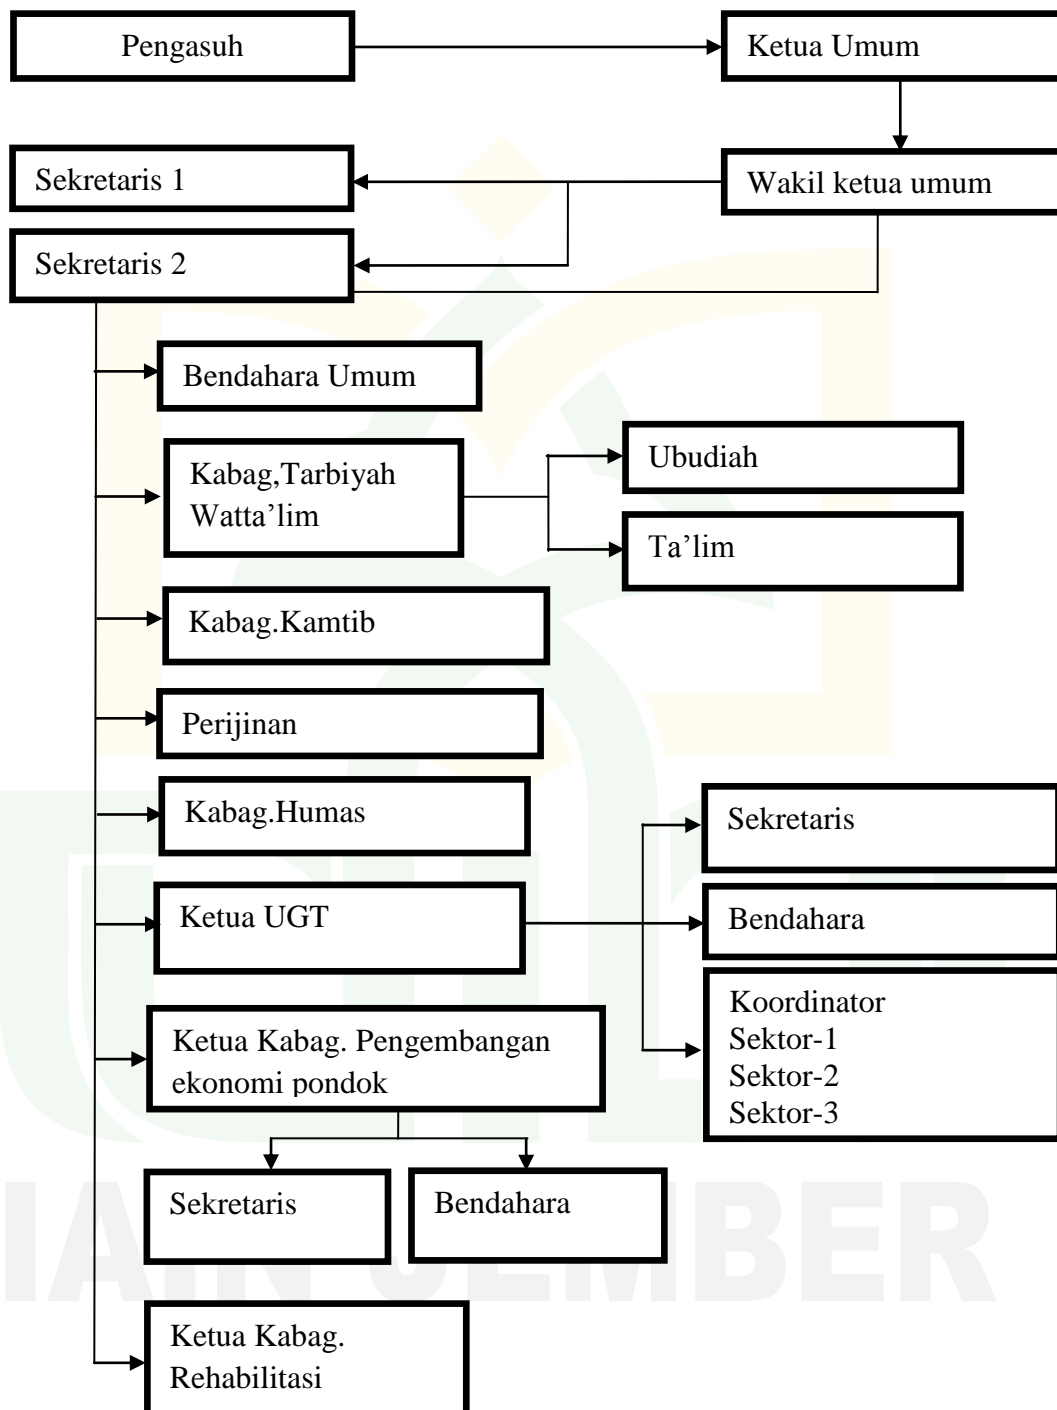 Pengasuh
Ketua Umum
Sekretaris 1
Wakil ketua umum
Sekretaris 2
Bendahara Umum
Kabag,Tarbiyah
Watta’lim
Ubudiah
Ta’lim
Kabag.Kamtib
Perijinan
Kabag.Humas
Sekretaris
Ketua UGT
Bendahara
Koordinator
Sektor-1
Sektor-2
Sektor-3
Ketua Kabag. Pengembangan
ekonomi pondok
Sekretaris
Bendahara
IAIN JEMBER
Ketua Kabag.
Rehabilitasi